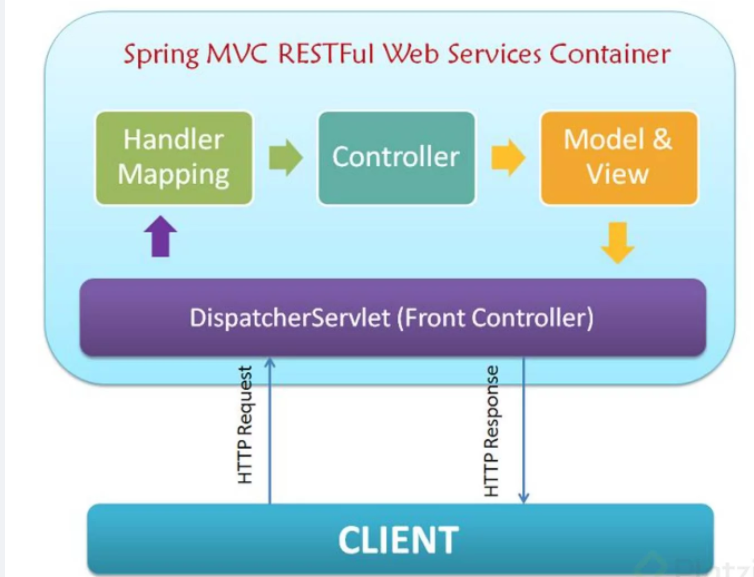 Spring MVC RESTFul Web Services Container
Handler
Mapping
Controller
Model &
View
DispatcherServlet (Front Controller)
HTTP Request
HTTP Response
CLIENT